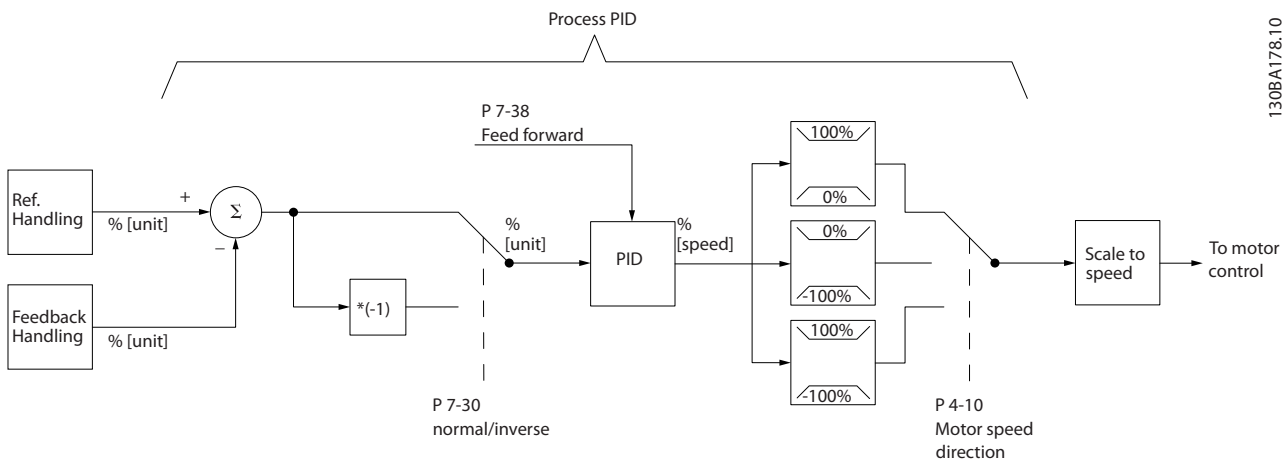 Process PID
130BA178.10
P 7-38
Feed forward
100%
0%
Ref.
Handling
+
% [unit]
Σ
−
%
[unit]
PID
%
[speed]
0%
-100%
Scale to
speed
To motor
control
Feedback
Handling
% [unit]
*(-1)
100%
-100%
P 7-30
normal/inverse
P 4-10
Motor speed
direction